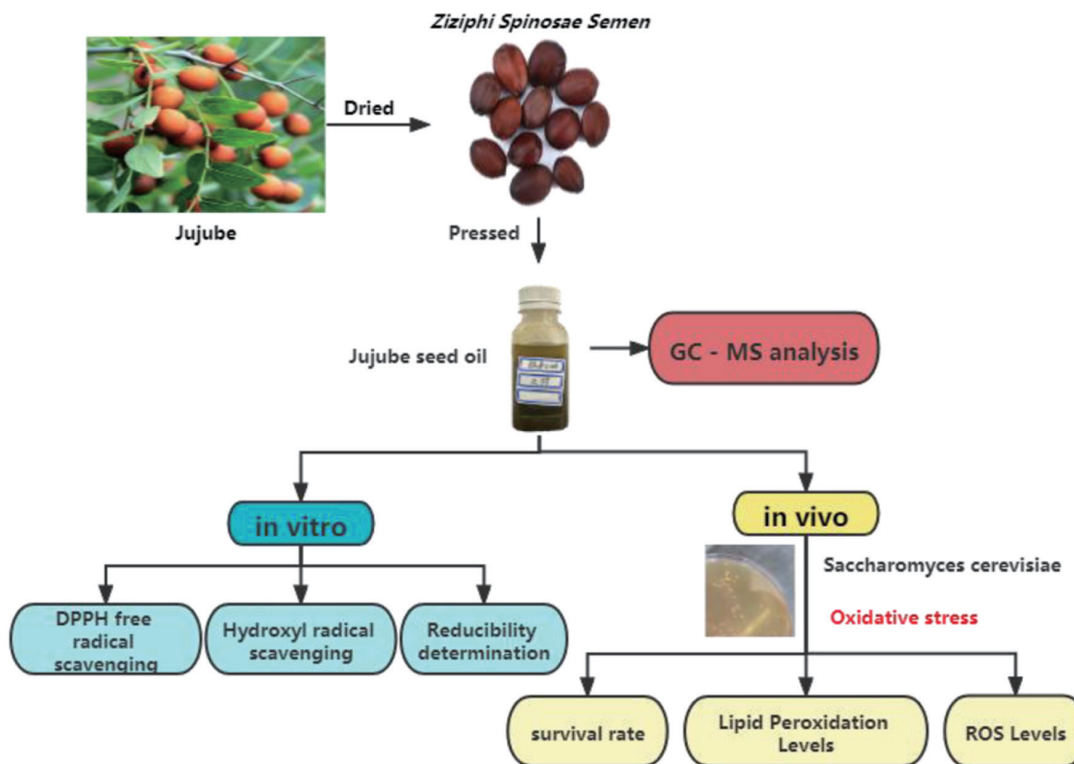 Ziziphi Spinosae Semen
Dried
Jujube
Pressed
Jujube seed oil
GC - MS analysis
in vitro
in vivo
Saccharomyces cerevisiae
Oxidative stress
DPPH free
radical
scavenging
Hydroxyl radical
scavenging
Reducibility
determination
survival rate
Lipid Peroxidation
Levels
ROS Levels